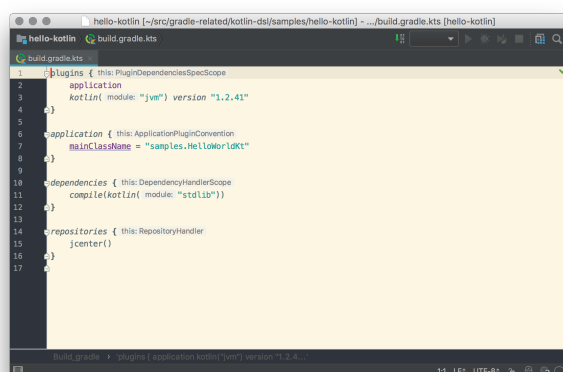 hello-kotlin [~/src/gradle-related/kotlin-dsl/samples/hello-kotlin] - .../build.gradle.kts [hello-kotlin]
hello-kotlin build.gradle.kts
build.gradle.kts
1 plugins { this: PluginDependenciesSpecScope
2 application
3 kotlin( module: "jvm") version "1.2.41"
4 }
5
6 application { this: ApplicationPluginConvention
7 mainClassName = "samples.HelloWorldKt"
8 }
9
10 dependencies { this: DependencyHandlerScope
11 compile(kotlin( module: "stdlib"))
12 }
13
14 repositories { this: RepositoryHandler
15 jcenter()
16 }
17
Build_gradle › 'plugins { application kotlin("jvm") version "1.2.4...'
1:1 LF÷ UTF-8÷